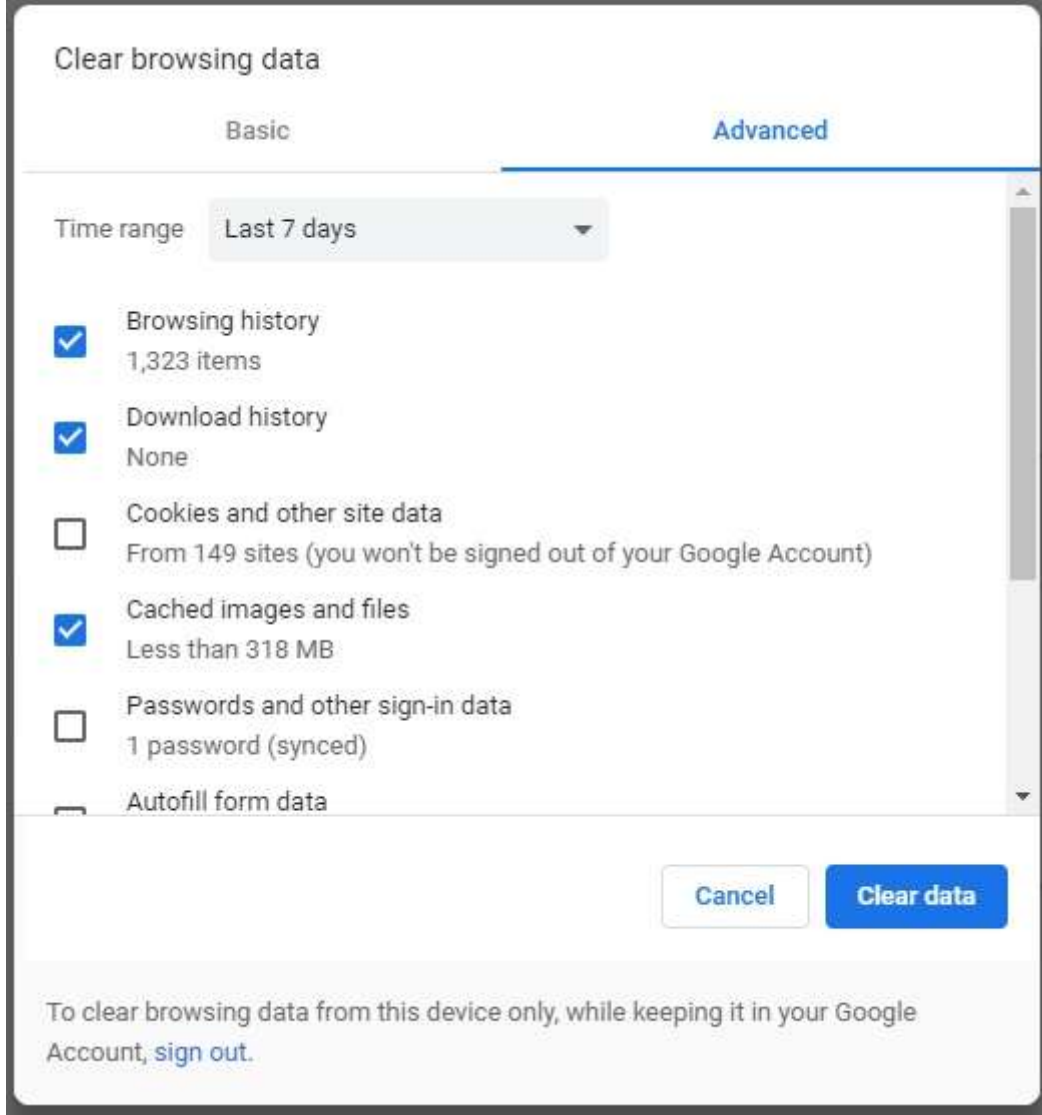 Clear browsing data
Basic
Advanced
Time range
Last 7 days
Browsing history
1,323 items
Download history
None
Cookies and other site data
From 149 sites (you won't be signed out of your Google Account)
Cached images and files
Less than 318 MB
Passwords and other sign-in data
1 password (synced)
Autofill form data
Cancel
Clear data
To clear browsing data from this device only, while keeping it in your Google
Account, sign out.